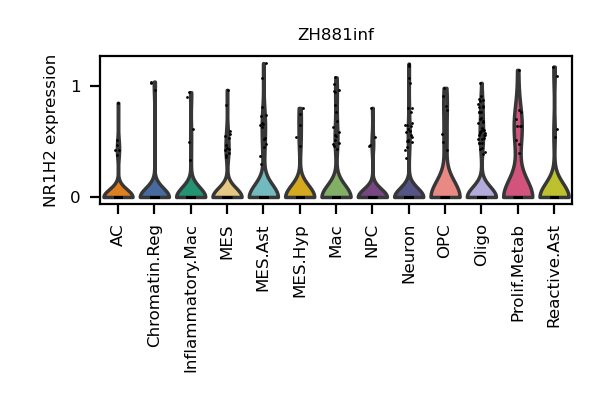 ZH881inf
NR1H2 expression
1
0
AC
Chromatin.Reg
Inflammatory.Mac
MES
MES.Ast
MES.Hyp
Mac
NPC
Neuron
OPC
Oligo
Prolif.Metab
Reactive.Ast